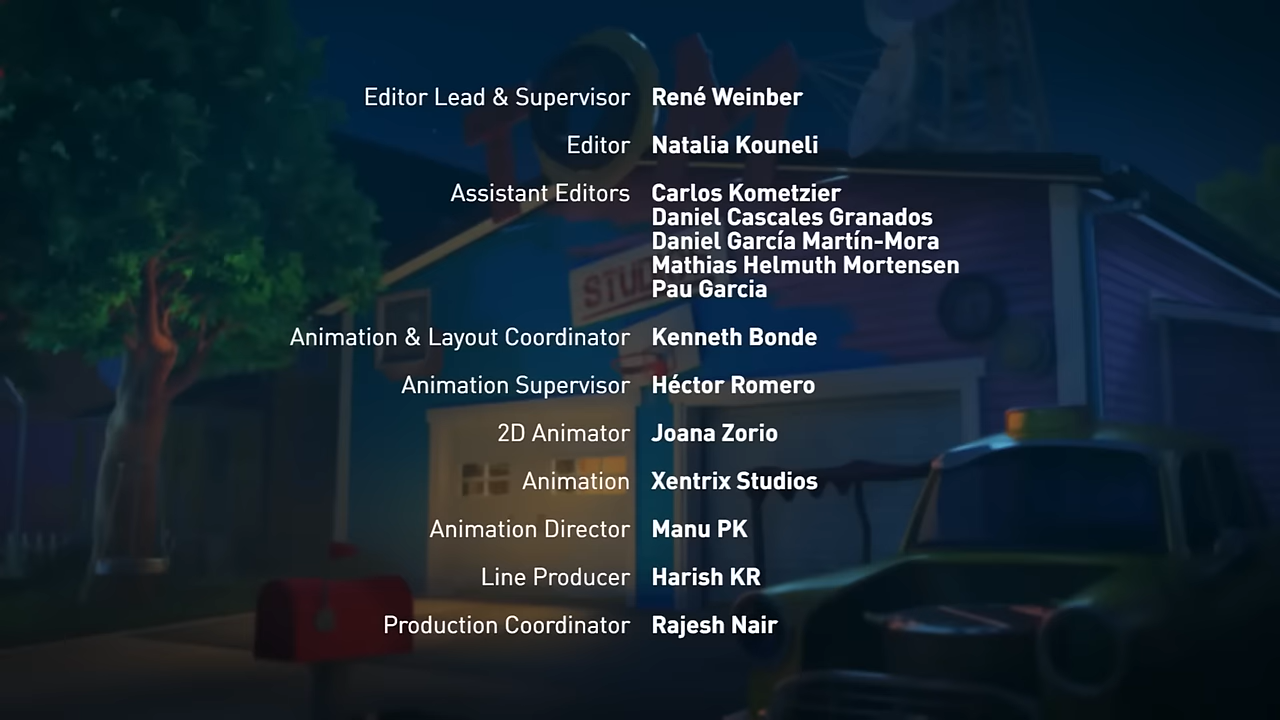 TOM
STUD
Editor Lead & Supervisor René Weinber
Editor Natalia Kouneli
Assistant Editors Carlos Kometzier
Daniel Cascales Granados
Daniel García Martín-Mora
Mathias Helmuth Mortensen
Pau Garcia
Animation & Layout Coordinator Kenneth Bonde
Animation Supervisor Héctor Romero
2D Animator Joana Zorio
Animation Xentrix Studios
Animation Director Manu PK
Line Producer Harish KR
Production Coordinator Rajesh Nair